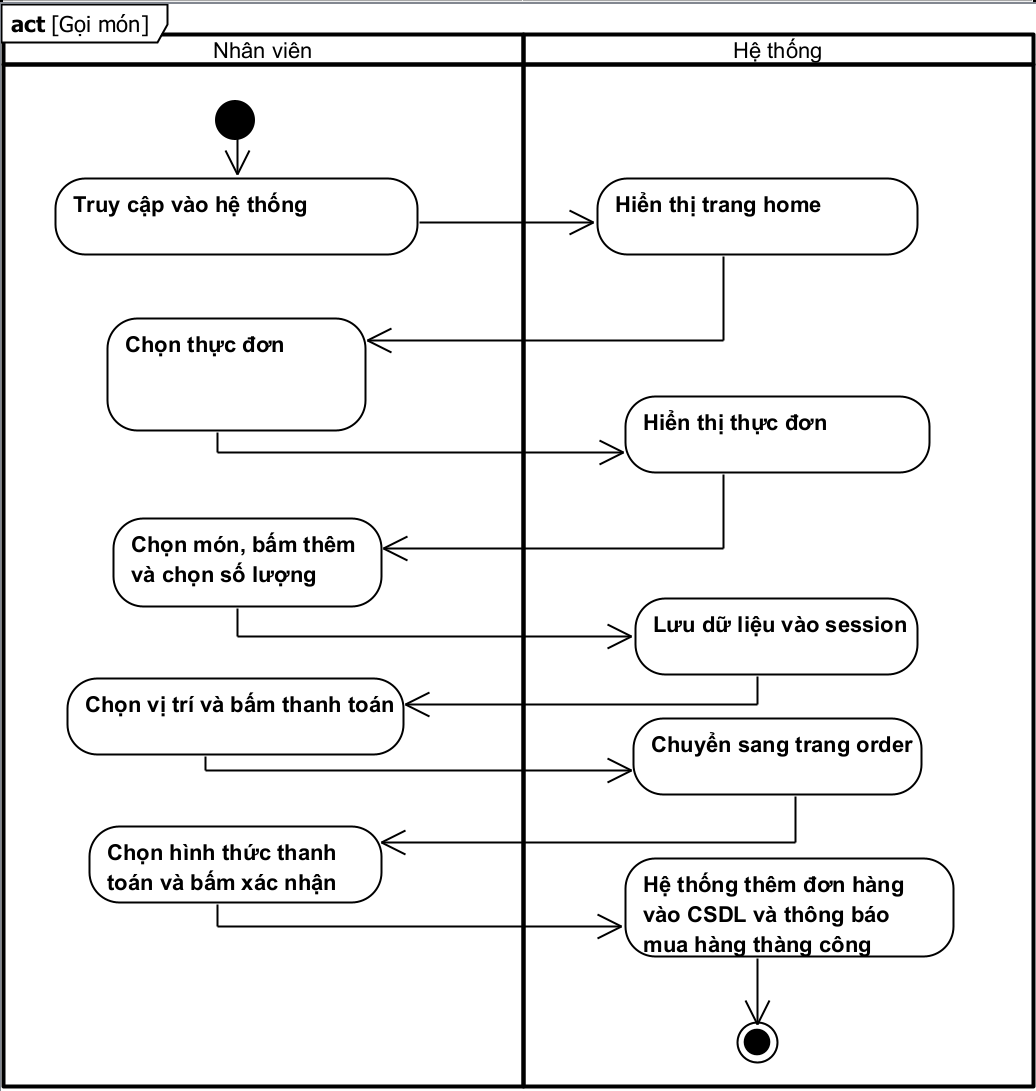 act [Gọi món]
Nhân viên
Hệ thống
Truy cập vào hệ thống
Hiển thị trang home
Chọn thực đơn
Hiển thị thực đơn
Chọn món, bấm thêm
và chọn số lượng
Lưu dữ liệu vào session
Chọn vị trí và bấm thanh toán
Chuyển sang trang order
Chọn hình thức thanh
toán và bấm xác nhận
Hệ thống thêm đơn hàng
vào CSDL và thông báo
mua hàng thàng công